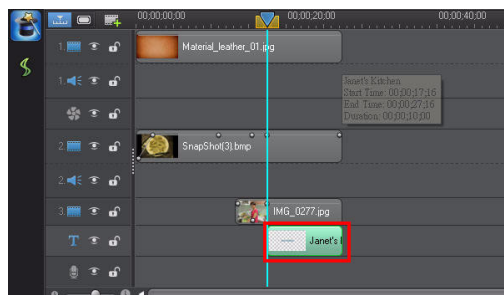 00;00;00;00 00;00;20;00 00;00;40;00
1. Material_leather_01.jpg
1.
Janet's Kitchen
Start Time: 00;00;17;16
End Time: 00;00;27;16
Duration: 00;00;10;00
2. SnapShot(3).bmp
2.
3. IMG_0277.jpg
T Janet's